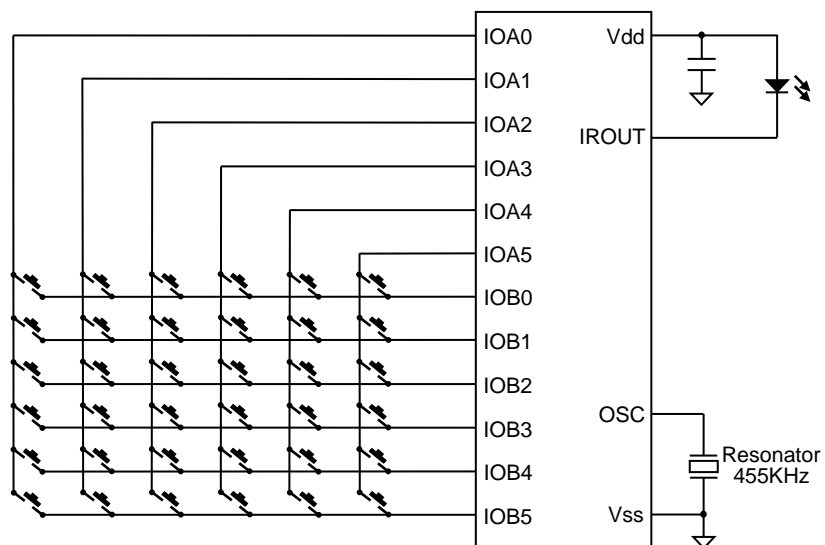 IOA0
IOA1
IOA2
IOA3
IOA4
IOA5
IOB0
IOB1
IOB2
IOB3
IOB4
IOB5
Vdd
IROUT
OSC
Vss
Resonator
455KHz